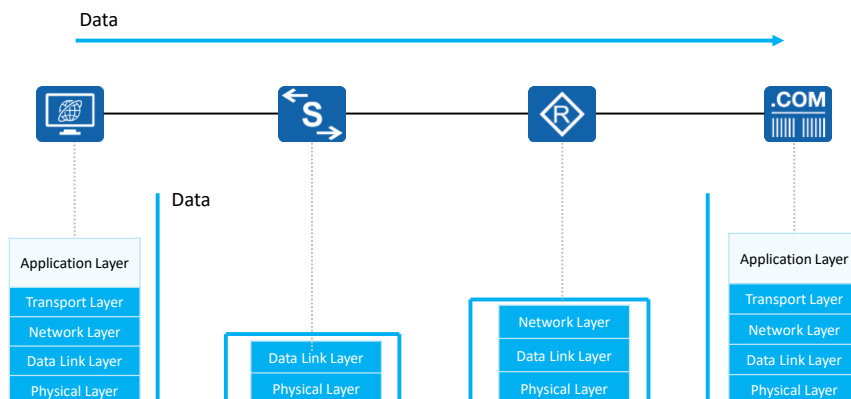 Data
S
R
.COM
Data
Application Layer
Transport Layer
Network Layer
Data Link Layer
Physical Layer
Data Link Layer
Physical Layer
Network Layer
Data Link Layer
Physical Layer
Application Layer
Transport Layer
Network Layer
Data Link Layer
Physical Layer